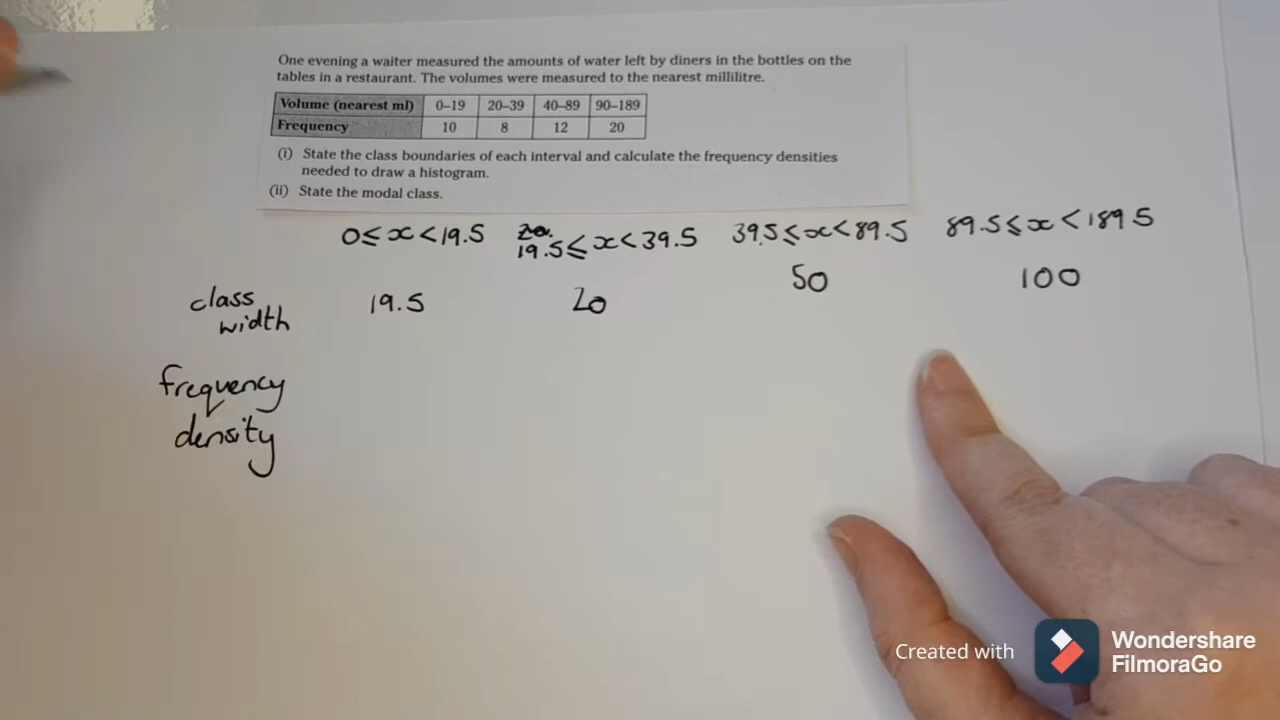 One evening a waiter measured the amounts of water left by diners in the bottles on the
tables in a restaurant. The volumes were measured to the nearest millilitre.
Volume (nearest ml) 0–19 20–39 40–89 90–189
Frequency 10 8 12 20
(i) State the class boundaries of each interval and calculate the frequency densities
needed to draw a histogram.
(ii) State the modal class.
0≤x<19.5 19.5≤x<39.5 39.5≤x<89.5 89.5≤x<189.5
class
width 19.5 20 50 100
frequency
density
Created with
Wondershare
FilmoraGo